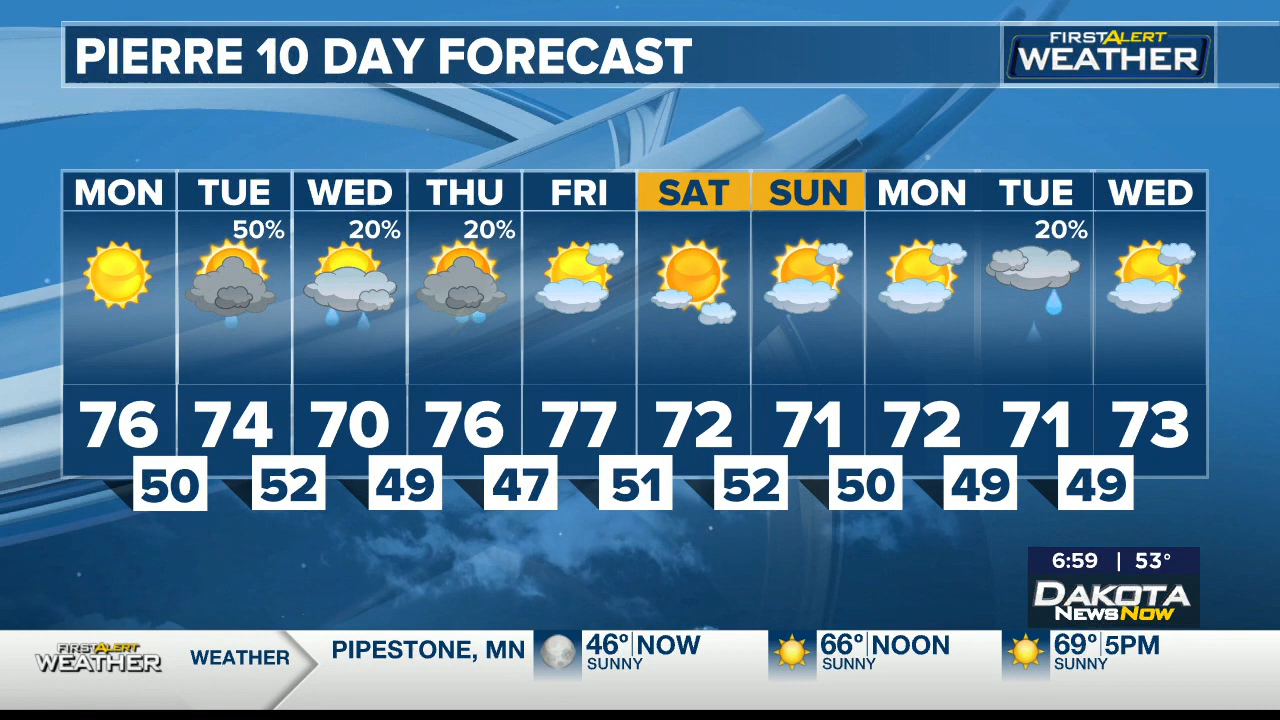 PIERRE 10 DAY FORECAST
FIRST ALERT
WEATHER
MON TUE WED THU FRI SAT SUN MON TUE WED
50% 20% 20% 20%
76 74 70 76 77 72 71 72 71 73
50 52 49 47 51 52 50 49 49
6:59 | 53°
DAKOTA
NEWS NOW
FIRST ALERT
WEATHER
WEATHER
PIPESTONE, MN
46° NOW
SUNNY
66° NOON
SUNNY
69° 5PM
SUNNY